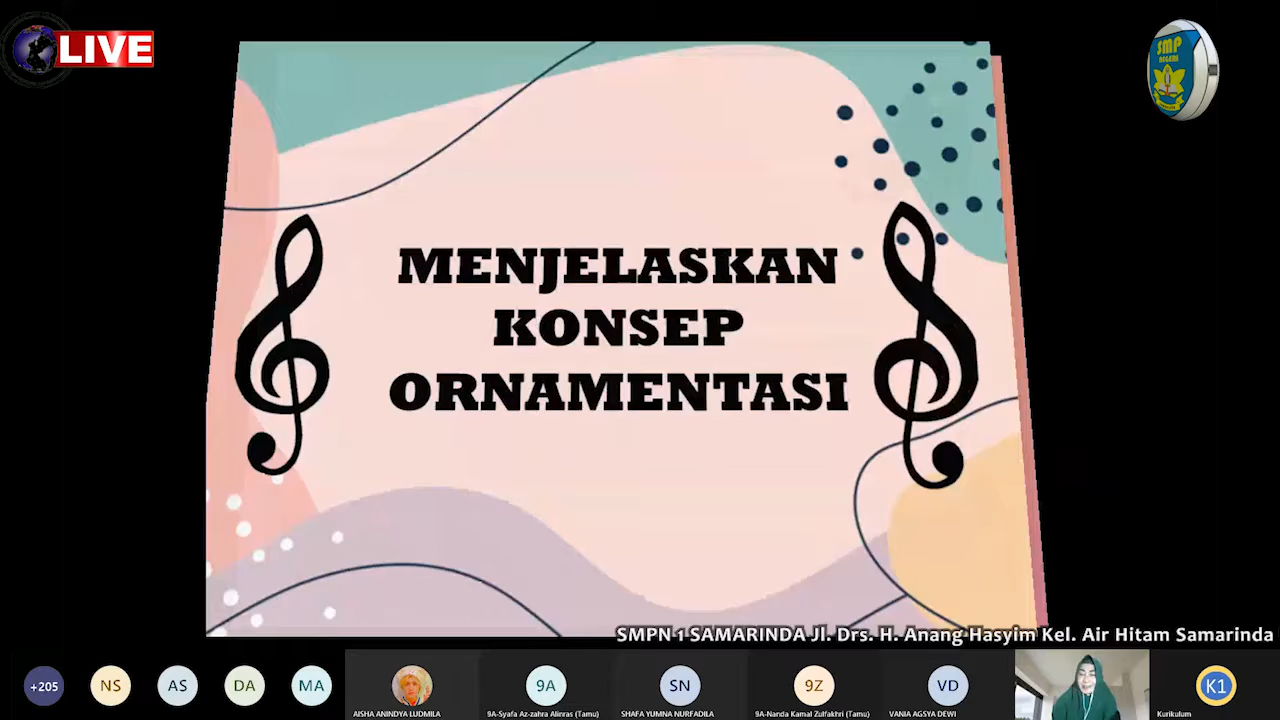 LIVE
SMP
NEGERI
MENJELASKAN
KONSEP
ORNAMENTASI
SMPN 1 SAMARINDA Jl. Drs. H. Anang Hasyim Kel. Air Hitam Samarinda
+205
NS
AS
DA
MA
9A
SN
9Z
VD
K1
AISHA ANINDYA LUDMILA
9A-Syafa Az-zahra Alinras (Tamu)
SHAFA YUMNA NURFADILA
9A-Nanda Kamal Zulfakhri (Tamu)
VANIA AGSYA DEWI
Kurikulum